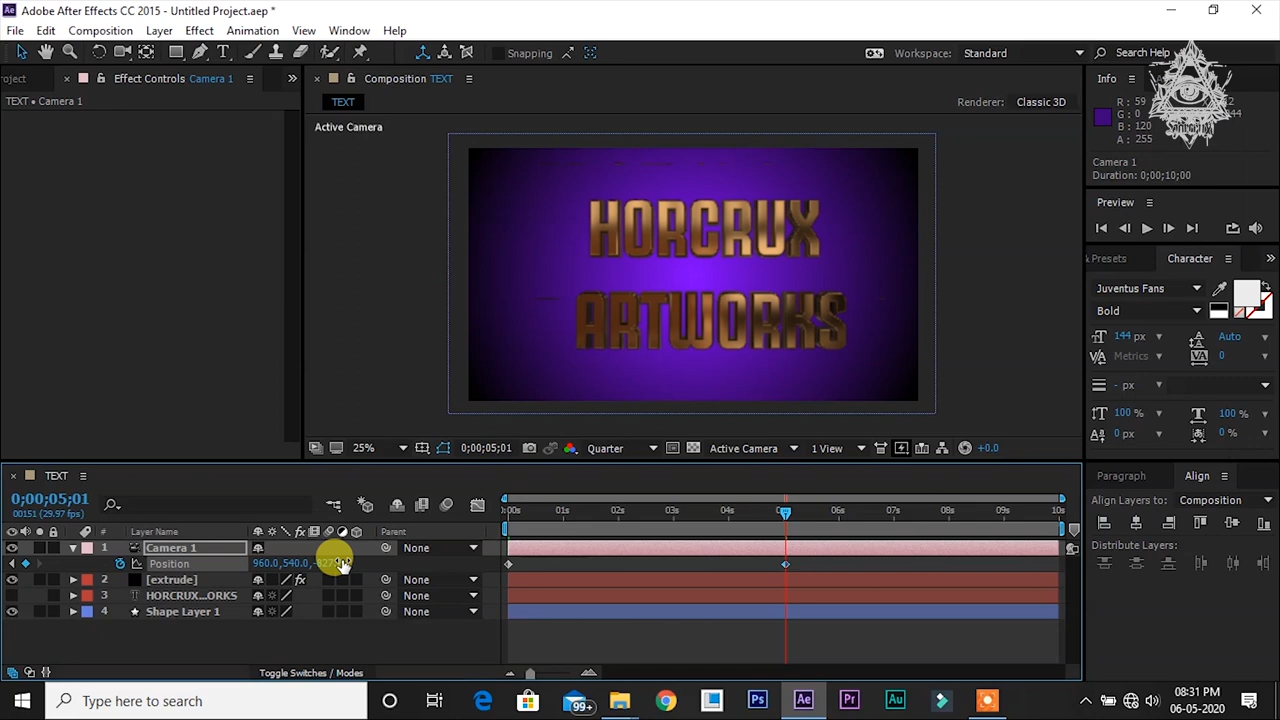 Adobe After Effects CC 2015 - Untitled Project.aep *
File Edit Composition Layer Effect Animation View Window Help
Snapping
Workspace: Standard
Search Help
roject
Effect Controls Camera 1
Composition TEXT
Info
TEXT • Camera 1
TEXT
Renderer: Classic 3D
Active Camera
R : 59
G : 0
B : 120
A : 255
Camera 1
Duration: 0;00;10;00
HORCRUX
ARTWORKS
Preview
& Presets
Character
Juventus Fans
Bold
144 px
Auto
Metrics
0
- px
100 %
100 %
0 px
0 %
25%
0;00;05;01
Quarter
Active Camera
1 View
+0.0
TEXT
0;00;05;01
00151 (29.97 fps)
# Layer Name Parent
1 Camera 1 None
Position 960.0,540.0,
2 [extrude] None
3 HORCRUX...ORKS None
4 Shape Layer 1 None
:00s 01s 02s 03s 04s 06s 07s 08s 09s 10s
Toggle Switches / Modes
Paragraph
Align
Align Layers to: Composition
Distribute Layers:
Type here to search
99+
08:31 PM
06-05-2020